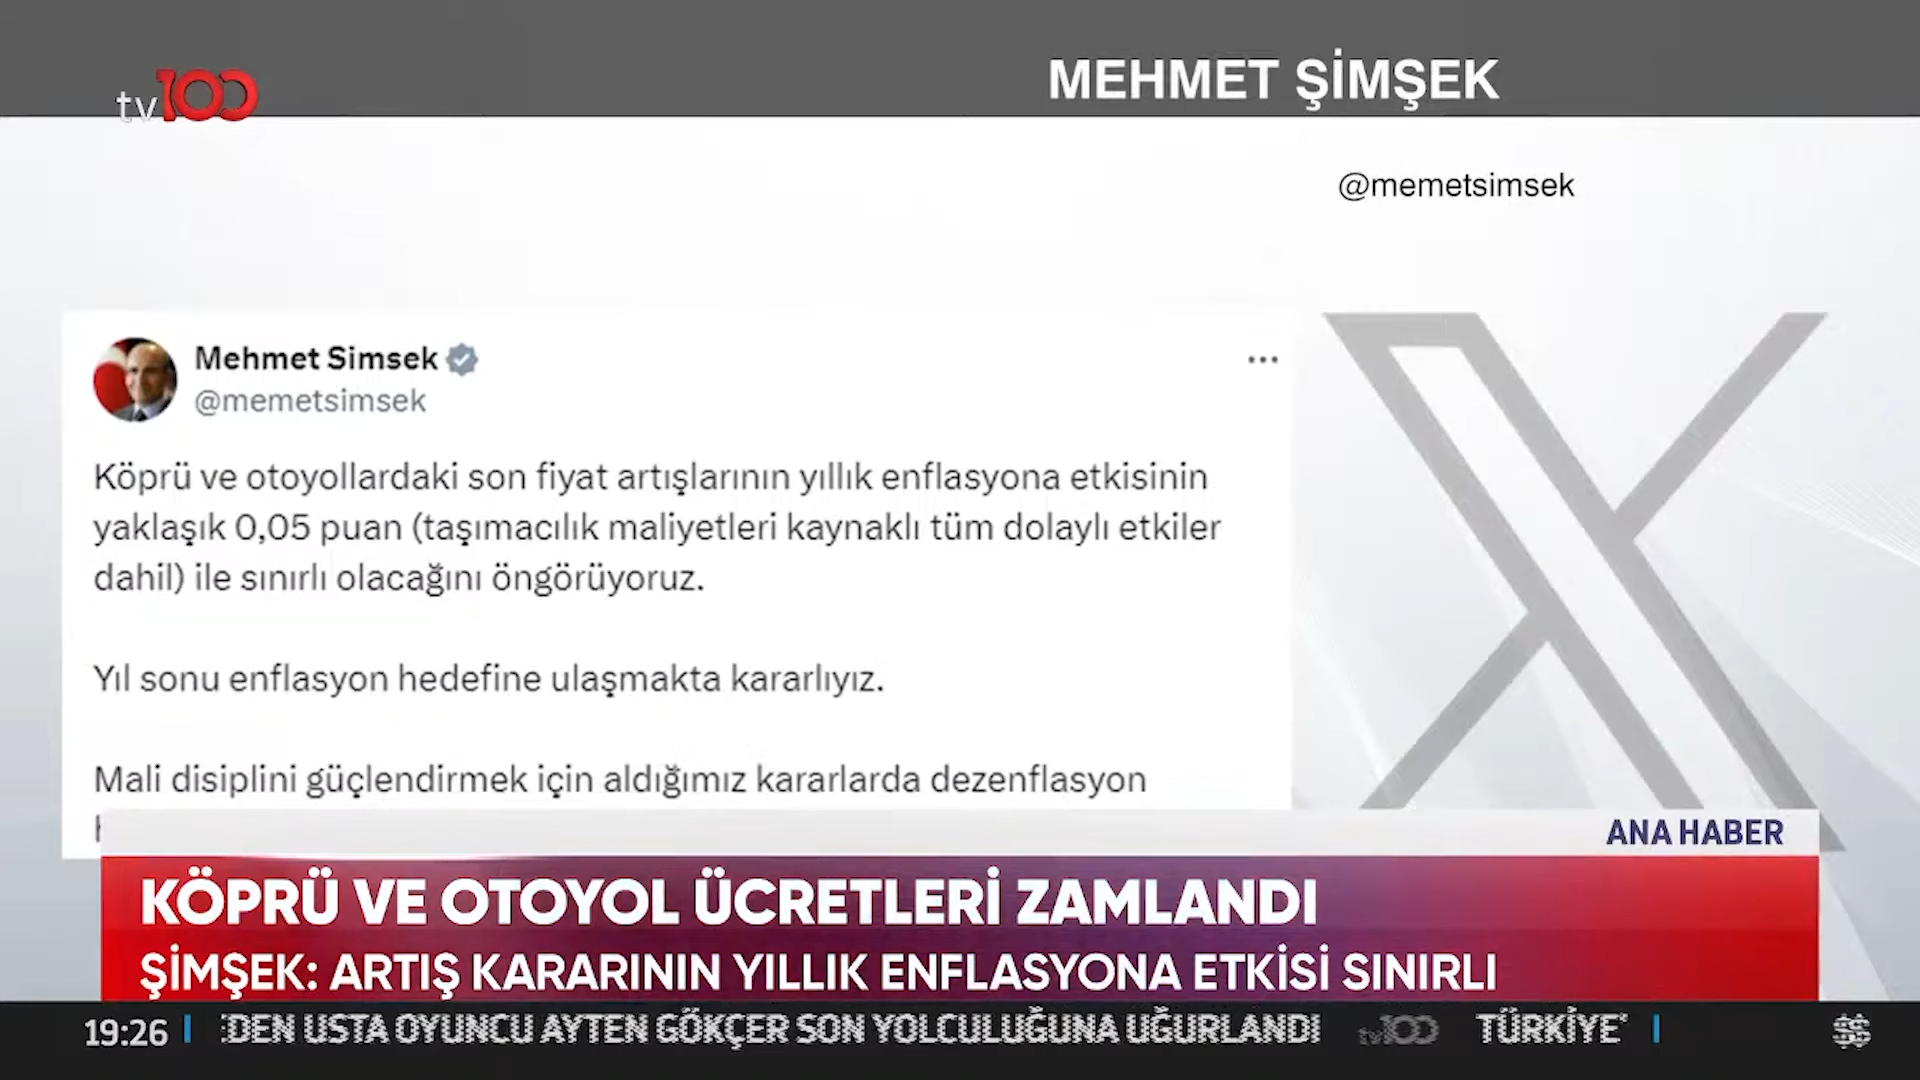 tv100
MEHMET ŞİMŞEK
@memetsimsek
Mehmet Simsek
@memetsimsek
Köprü ve otoyollardaki son fiyat artışlarının yıllık enflasyona etkisinin
yaklaşık 0,05 puan (taşımacılık maliyetleri kaynaklı tüm dolaylı etkiler
dahil) ile sınırlı olacağını öngörüyoruz.
Yıl sonu enflasyon hedefine ulaşmakta kararlıyız.
Mali disiplini güçlendirmek için aldığımız kararlarda dezenflasyon
ANA HABER
KÖPRÜ VE OTOYOL ÜCRETLERİ ZAMLANDI
ŞİMŞEK: ARTIŞ KARARININ YILLIK ENFLASYONA ETKİSİ SINIRLI
19:26 DEN USTA OYUNCU AYTEN GÖKÇER SON YOLCULUĞUNA UĞURLANDI tv100 TÜRKİYE'